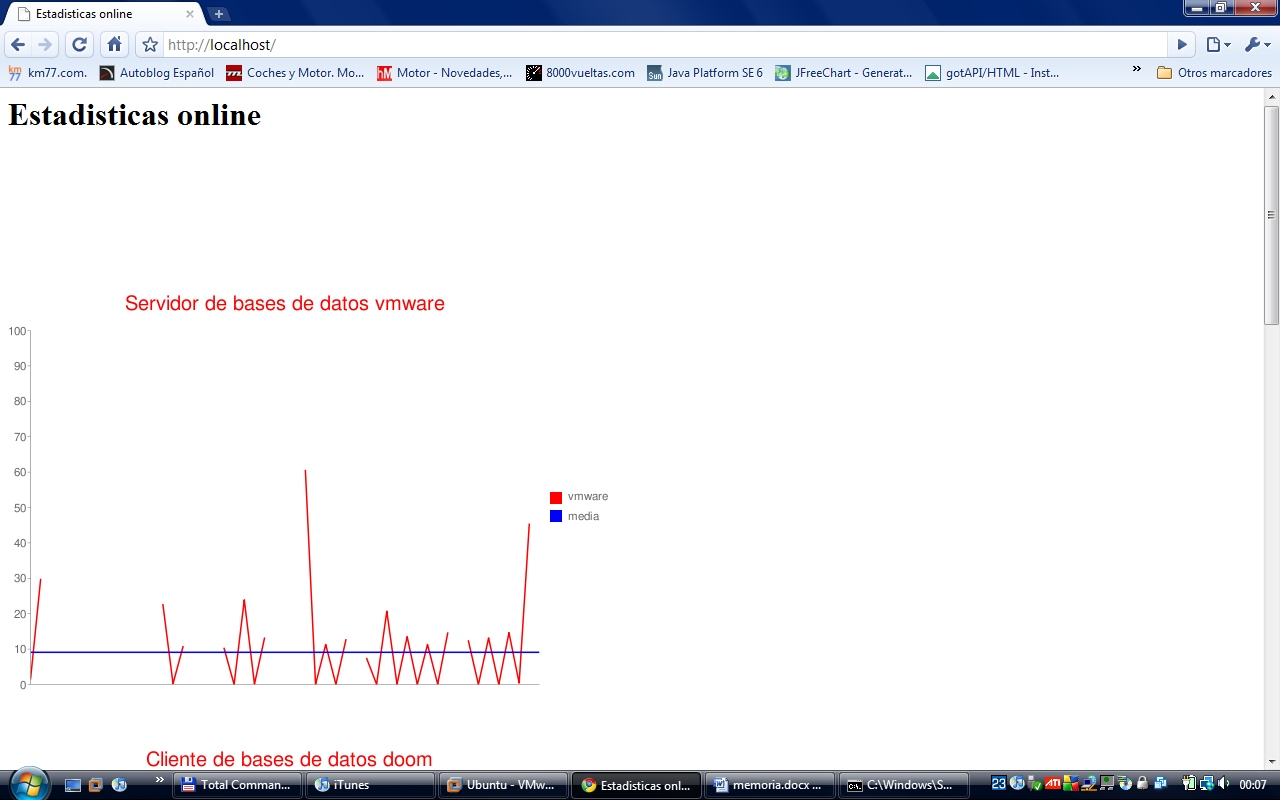 Estadisticas online
http://localhost/
km77.com.
Autoblog Español
Coches y Motor. Mo...
Motor - Novedades,...
8000vueltas.com
Java Platform SE 6
JFreeChart - Generat...
gotAPI/HTML - Inst...
»
Otros marcadores
Estadisticas online
Servidor de bases de datos vmware
100
90
80
70
60
50
40
30
20
10
0
vmware
media
Cliente de bases de datos doom
»
Total Comman...
iTunes
Ubuntu - VMw...
Estadisticas onl...
memoria.docx ...
C:\Windows\S...
23
ATI
00:07